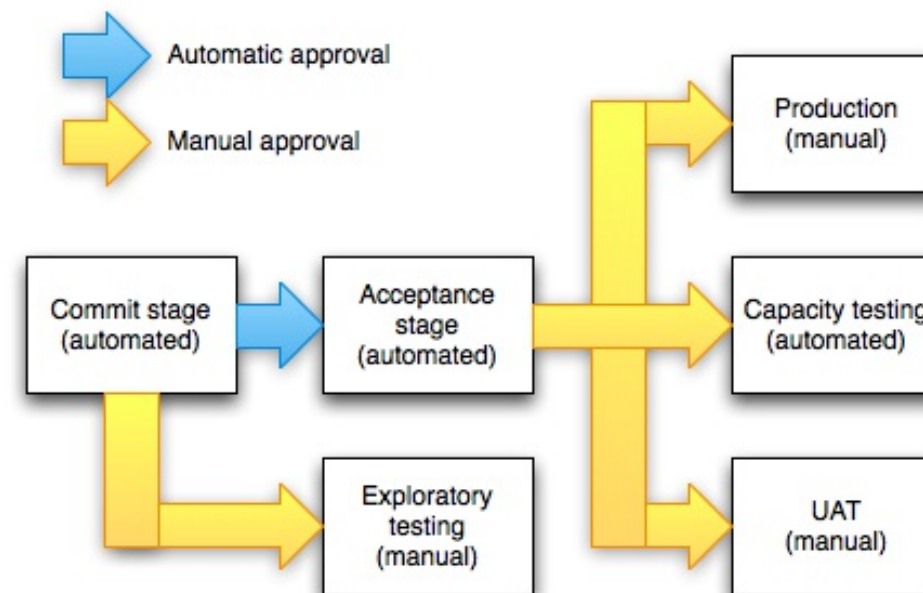 Automatic approval
Manual approval
Production
(manual)
Commit stage
(automated)
Acceptance
stage
(automated)
Capacity testing
(automated)
Exploratory
testing
(manual)
UAT
(manual)